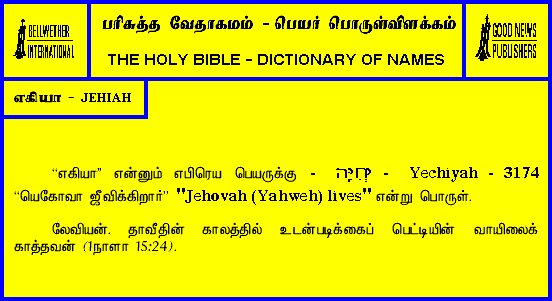 BELLWETHER
INTERNATIONAL
பரிசுத்த வேதாகமம் - பெயர் பொருள்விளக்கம்
THE HOLY BIBLE - DICTIONARY OF NAMES
GOOD NEWS
PUBLISHERS
எகியா - JEHIAH
“எகியா” என்னும் எபிரெய பெயருக்கு - יְחִיָּה - Yechiyah - 3174
“யெகோவா ஜீவிக்கிறார்” "Jehovah (Yahweh) lives" என்று பொருள்.
லேவியன். தாவீதின் காலத்தில் உடன்படிக்கைப் பெட்டியின் வாயிலைக்
காத்தவன் (1நாளா 15:24).